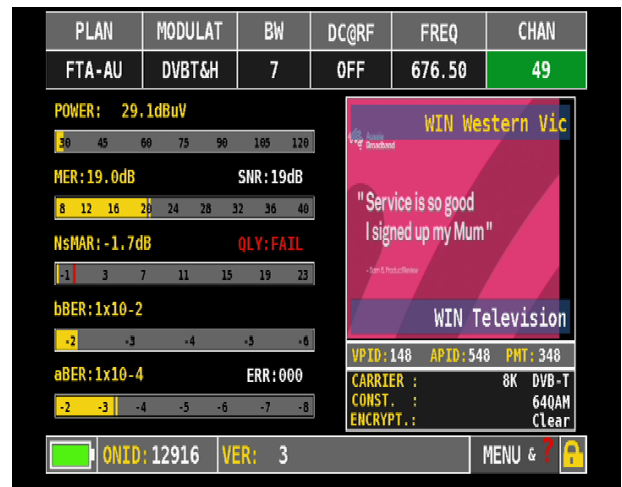 PLAN MODULAT BW DC@RF FREQ CHAN
FTA-AU DVBT&H 7 OFF 676.50 49
POWER: 29.1dBuV
30 45 60 75 90 105 120
MER:19.0dB SNR:19dB
8 12 16 20 24 28 32 36 40
NsMAR:-1.7dB QLY:FAIL
-1 3 7 11 15 19 23
bBER:1x10-2
-2 -3 -4 -5 -6
aBER:1x10-4 ERR:000
-2 -3 -4 -5 -6 -7 -8
WIN Western Vic
Aussie
Broadband
"Service is so good
I signed up my Mum"
- Sam B, ProductReview
WIN Television
VPID:148 APID:548 PMT:348
CARRIER : 8K DVB-T
CONST. : 64QAM
ENCRYPT.: Clear
ONID:12916 VER: 3 MENU & ?